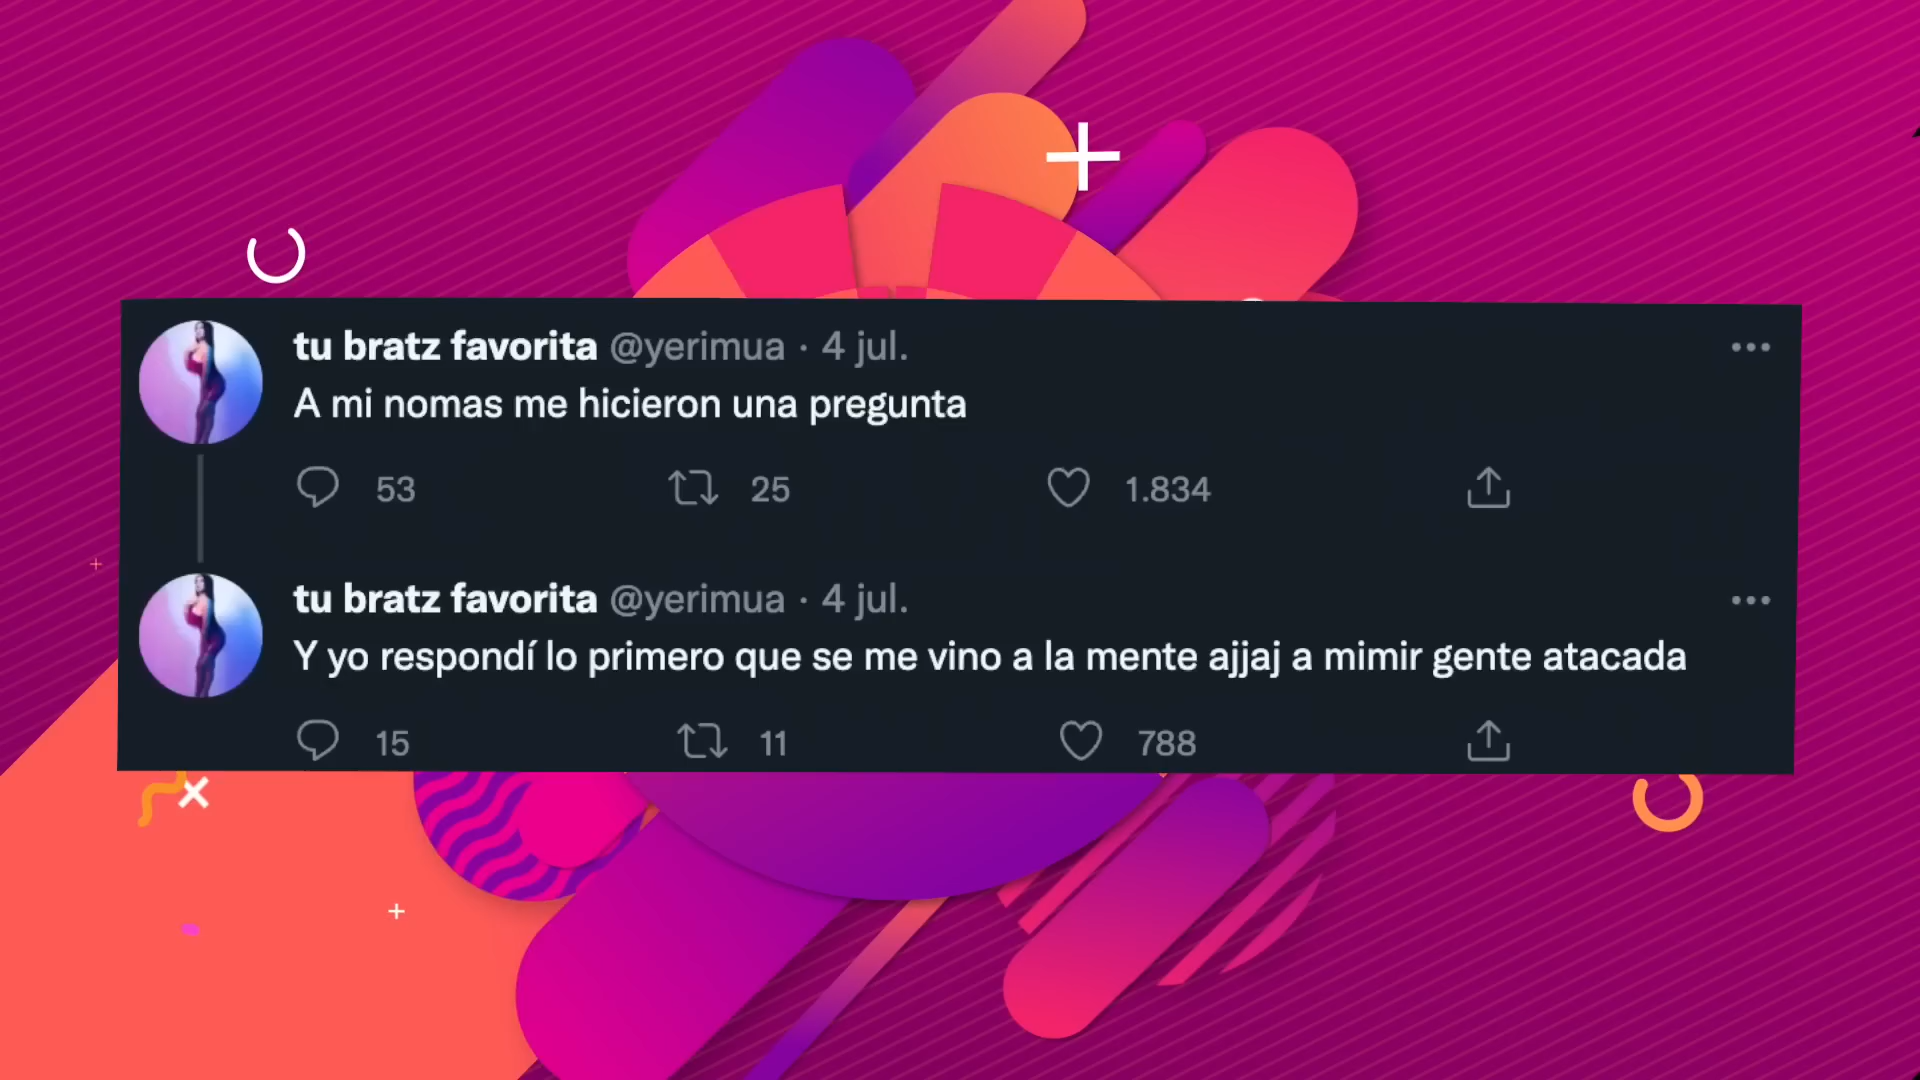 tu bratz favorita @yerimua · 4 jul.
A mi nomas me hicieron una pregunta
53 25 1.834
tu bratz favorita @yerimua · 4 jul.
Y yo respondí lo primero que se me vino a la mente ajjaj a mimir gente atacada
15 11 788